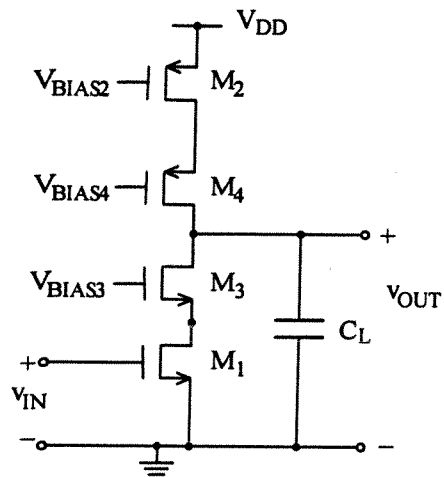 V_DD
V_BIAS2 M_2
V_BIAS4 M_4
+
V_BIAS3 M_3
v_OUT
C_L
+ M_1
v_IN
− −